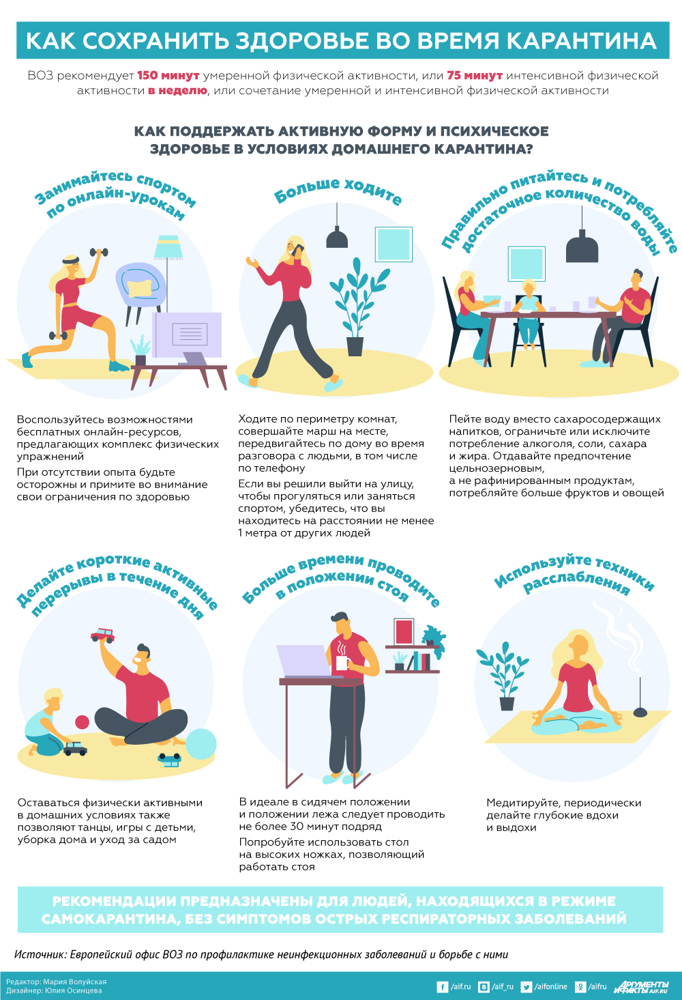 КАК СОХРАНИТЬ ЗДОРОВЬЕ ВО ВРЕМЯ КАРАНТИНА
ВОЗ рекомендует 150 минут умеренной физической активности, или 75 минут интенсивной физической
активности в неделю, или сочетание умеренной и интенсивной физической активности
КАК ПОДДЕРЖАТЬ АКТИВНУЮ ФОРМУ И ПСИХИЧЕСКОЕ
ЗДОРОВЬЕ В УСЛОВИЯХ ДОМАШНЕГО КАРАНТИНА?
Занимайтесь спортом
по онлайн-урокам
Воспользуйтесь возможностями
бесплатных онлайн-ресурсов,
предлагающих комплекс физических
упражнений
При отсутствии опыта будьте
осторожны и примите во внимание
свои ограничения по здоровью
Больше ходите
Ходите по периметру комнат,
совершайте марш на месте,
передвигайтесь по дому во время
разговора с людьми, в том числе
по телефону
Если вы решили выйти на улицу,
чтобы прогуляться или заняться
спортом, убедитесь, что вы
находитесь на расстоянии не менее
1 метра от других людей
Правильно питайтесь и потребляйте
достаточное количество воды
Пейте воду вместо сахаросодержащих
напитков, ограничьте или исключите
потребление алкоголя, соли, сахара
и жира. Отдавайте предпочтение
цельнозерновым,
а не рафинированным продуктам,
потребляйте больше фруктов и овощей
Делайте короткие активные
перерывы в течение дня
Оставаться физически активными
в домашних условиях также
позволяют танцы, игры с детьми,
уборка дома и уход за садом
Больше времени проводите
в положении стоя
В идеале в сидячем положении
и положении лежа следует проводить
не более 30 минут подряд
Попробуйте использовать стол
на высоких ножках, позволяющий
работать стоя
Используйте техники
расслабления
Медитируйте, периодически
делайте глубокие вдохи
и выдохи
РЕКОМЕНДАЦИИ ПРЕДНАЗНАЧЕНЫ ДЛЯ ЛЮДЕЙ, НАХОДЯЩИХСЯ В РЕЖИМЕ
САМОКАРАНТИНА, БЕЗ СИМПТОМОВ ОСТРЫХ РЕСПИРАТОРНЫХ ЗАБОЛЕВАНИЙ
Источник: Европейский офис ВОЗ по профилактике неинфекционных заболеваний и борьбе с ними
Редактор: Мария Волуйская
Дизайнер: Юлия Осинцева
/aif.ru /aif_ru /aifonline /aifru
АРГУМЕНТЫ
И ФАКТЫ AIF.RU